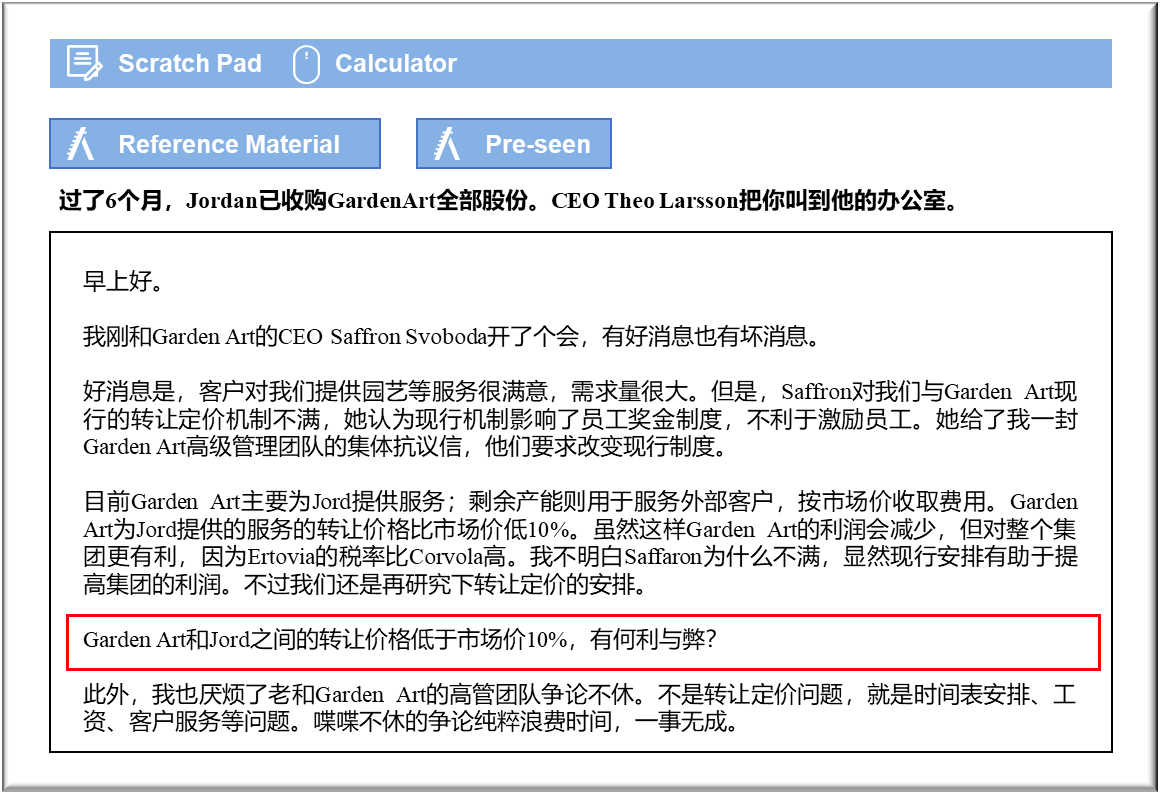 Scratch Pad Calculator
Reference Material Pre-seen
过了6个月，Jordan已收购GardenArt全部股份。CEO Theo Larsson把你叫到他的办公室。
早上好。
我刚和Garden Art的CEO Saffron Svoboda开了个会，有好消息也有坏消息。
好消息是，客户对我们提供园艺等服务很满意，需求量很大。但是，Saffron对我们与Garden Art现
行的转让定价机制不满，她认为现行机制影响了员工奖金制度，不利于激励员工。她给了我一封
Garden Art高级管理团队的集体抗议信，他们要求改变现行制度。
目前Garden Art主要为Jord提供服务；剩余产能则用于服务外部客户，按市场价收取费用。Garden
Art为Jord提供的服务的转让价格比市场价低10%。虽然这样Garden Art的利润会减少，但对整个集
团更有利，因为Ertovia的税率比Corvola高。我不明白Saffaron为什么不满，显然现行安排有助于提
高集团的利润。不过我们还是再研究下转让定价的安排。
Garden Art和Jord之间的转让价格低于市场价10%，有何利与弊？
此外，我也厌烦了老和Garden Art的高管团队争论不休。不是转让定价问题，就是时间表安排、工
资、客户服务等问题。喋喋不休的争论纯粹浪费时间，一事无成。